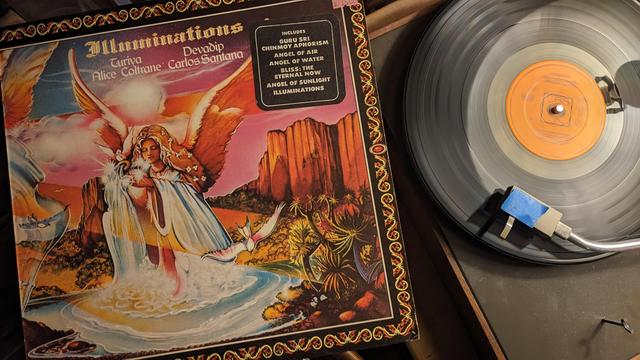 Illuminations
Turiya Devadip
Alice Coltrane Carlos Santana
INCLUDES
GURU SRI
CHINMOY APHORISM
ANGEL OF AIR
ANGEL OF WATER
BLISS: THE
ETERNAL NOW
ANGEL OF SUNLIGHT
ILLUMINATIONS